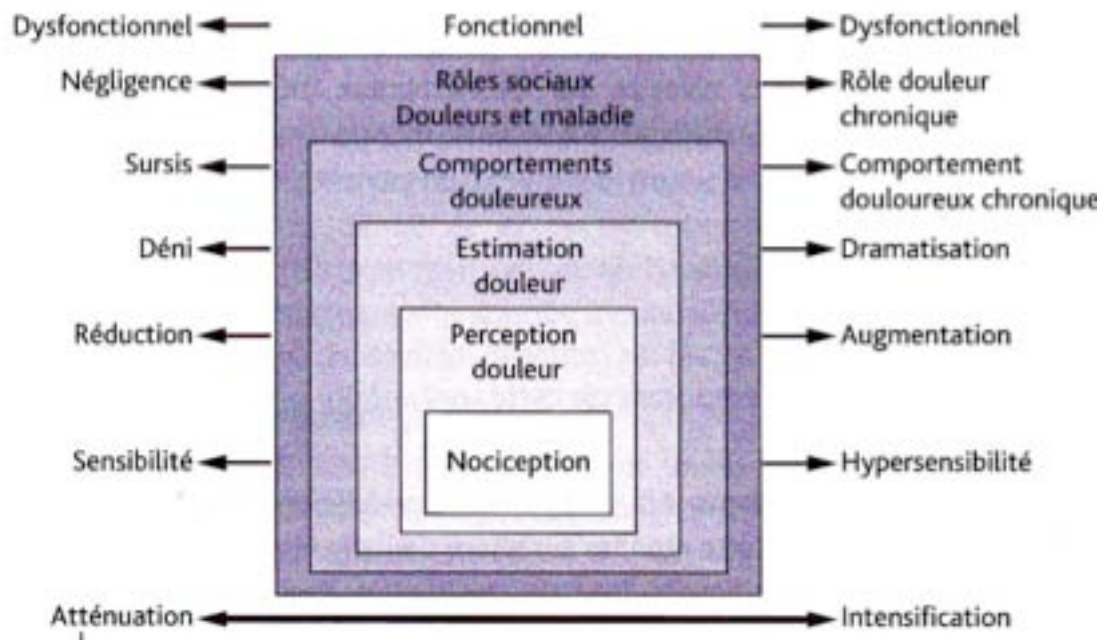 Dysfonctionnel Fonctionnel Dysfonctionnel
Négligence Rôles sociaux Rôle douleur
Douleurs et maladie chronique
Sursis Comportements Comportement
douleureux douloureux chronique
Déni Estimation Dramatisation
douleur
Réduction Perception Augmentation
douleur
Sensibilité Nociception Hypersensibilité
Atténuation Intensification